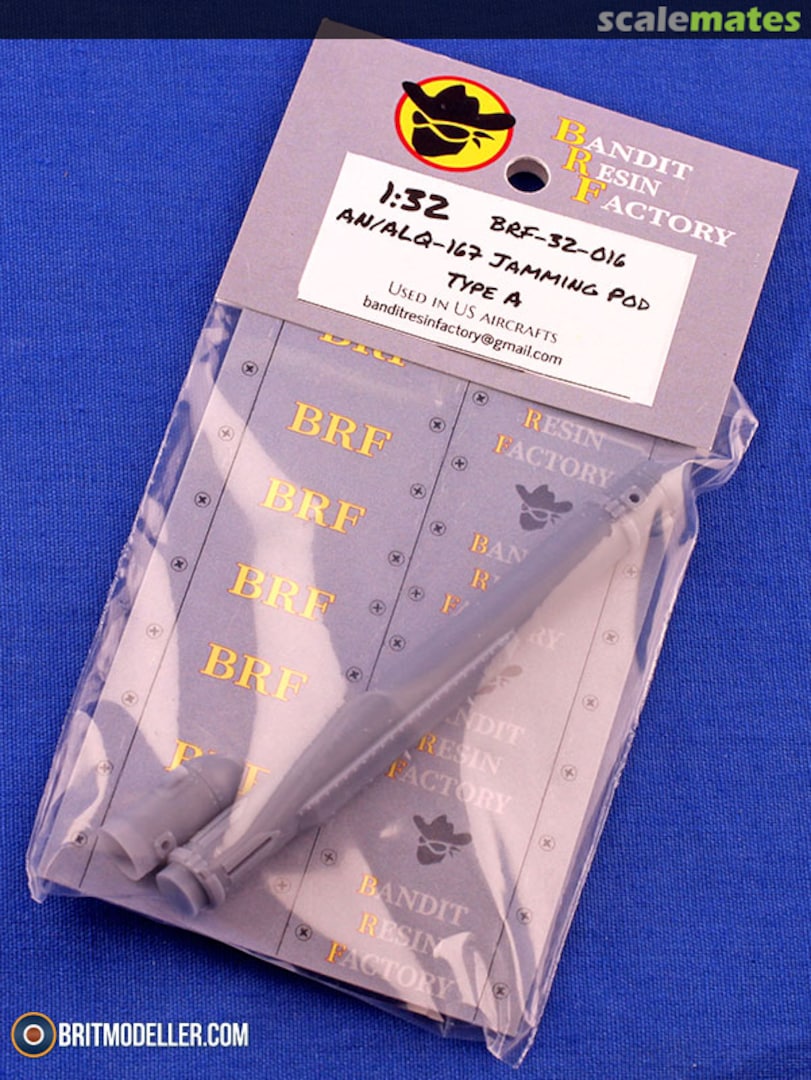 scalemates
BANDIT
RESIN
FACTORY
1:32 BRF-32-016
AN/ALQ-167 JAMMING POD
TYPE A
USED IN US AIRCRAFTS
banditresinfactory@gmail.com
BRF
BRF
BRF
BRF
BRF
RESIN
FACTORY
BANDIT
RESIN
FACTORY
BANDIT
RESIN
FACTORY
BRITMODELLER.COM